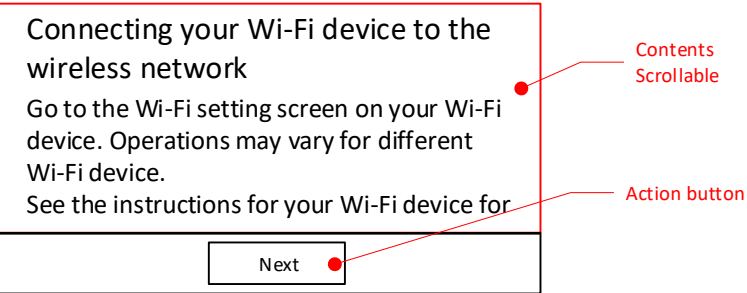 Connecting your Wi-Fi device to the
wireless network
Go to the Wi-Fi setting screen on your Wi-Fi
device. Operations may vary for different
Wi-Fi device.
See the instructions for your Wi-Fi device for
Next
Contents
Scrollable
Action button